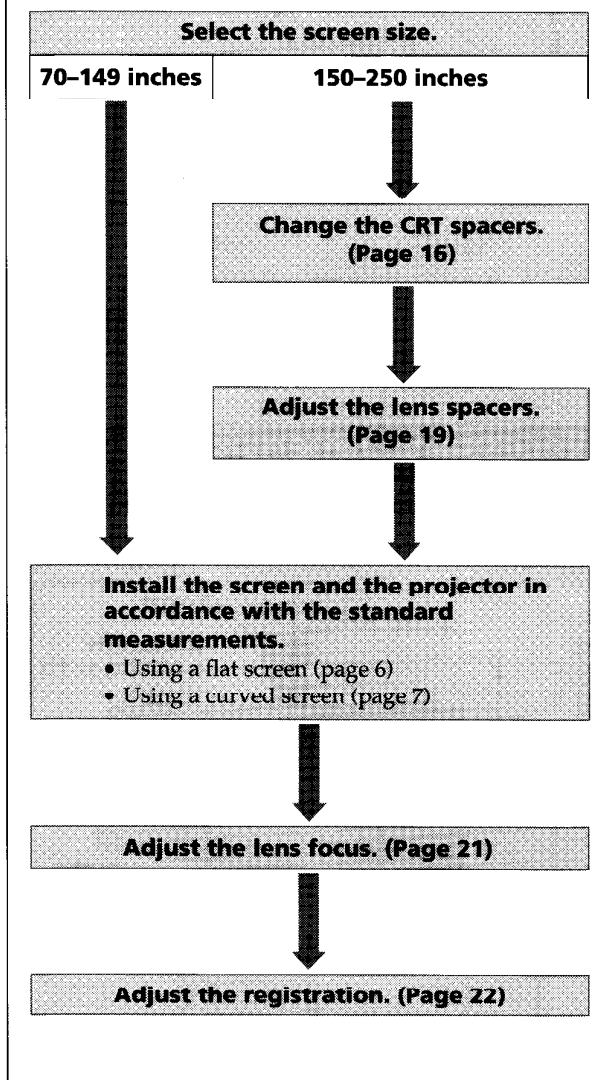 Select the screen size.
70–149 inches
150–250 inches
Change the CRT spacers.
(Page 16)
Adjust the lens spacers.
(Page 19)
Install the screen and the projector in
accordance with the standard
measurements.
• Using a flat screen (page 6)
• Using a curved screen (page 7)
Adjust the lens focus. (Page 21)
Adjust the registration. (Page 22)